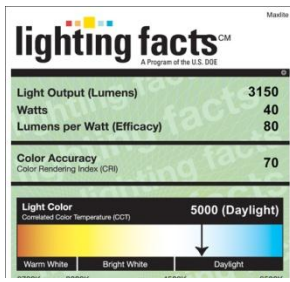 Maxlite
lighting facts CM
A Program of the U.S. DOE
Light Output (Lumens) 3150
Watts 40
Lumens per Watt (Efficacy) 80
Color Accuracy 70
Color Rendering Index (CRI)
Light Color 5000 (Daylight)
Correlated Color Temperature (CCT)
Warm White Bright White Daylight